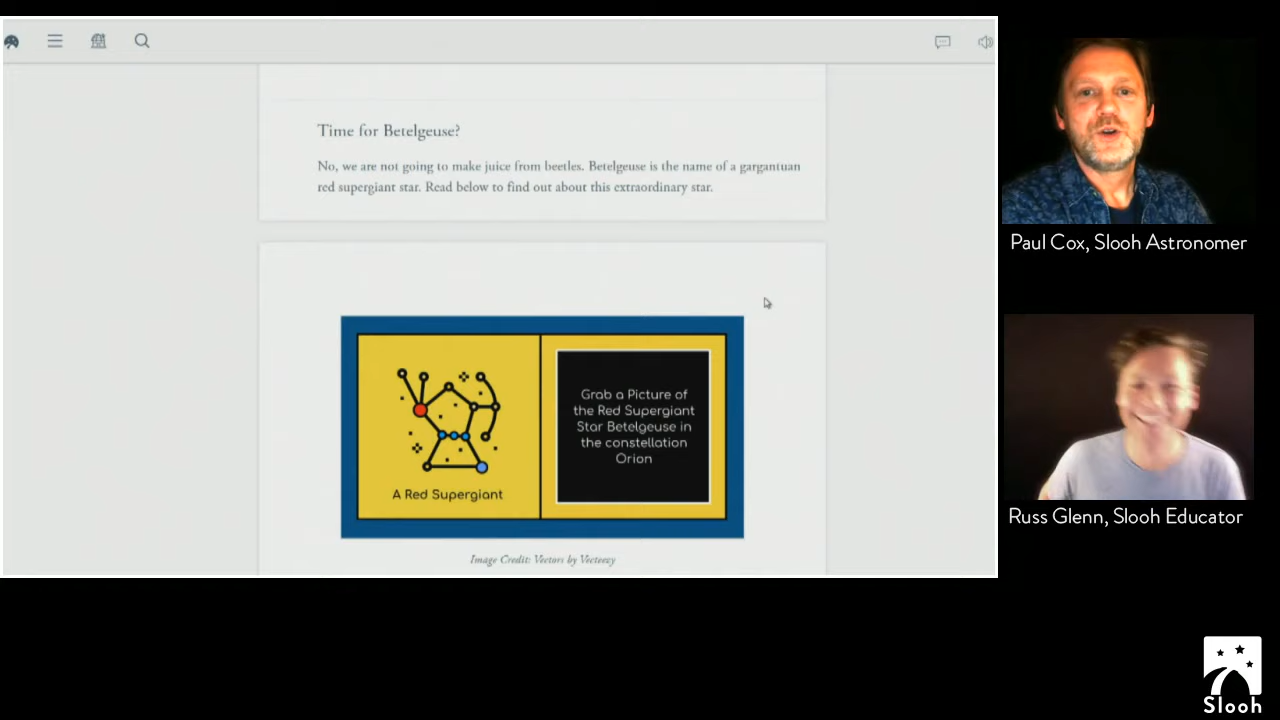 Time for Betelgeuse?
No, we are not going to make juice from beetles. Betelgeuse is the name of a gargantuan
red supergiant star. Read below to find out about this extraordinary star.
A Red Supergiant
Grab a Picture of
the Red Supergiant
Star Betelgeuse in
the constellation
Orion
Image Credit: Vectors by Vecteezy
Paul Cox, Slooh Astronomer
Russ Glenn, Slooh Educator
Slooh